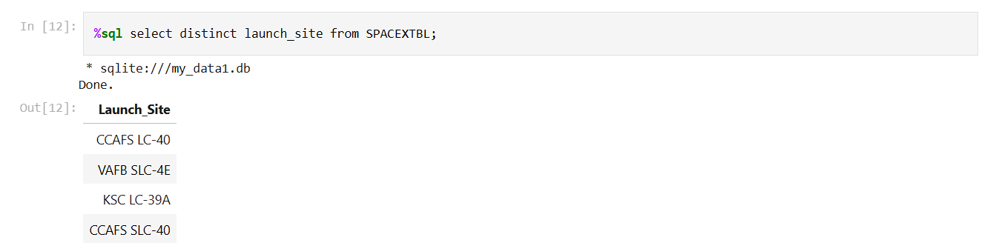 In [12]: %sql select distinct launch_site from SPACEXTBL;
* sqlite:///my_data1.db
Done.
Out[12]: Launch_Site
CCAFS LC-40
VAFB SLC-4E
KSC LC-39A
CCAFS SLC-40